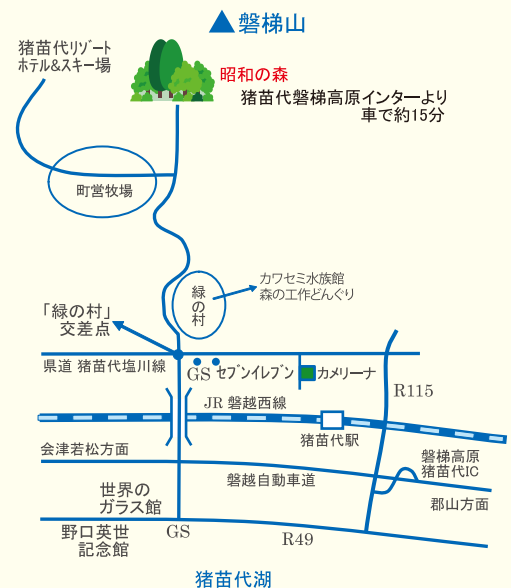 磐梯山
猪苗代ﾘｿﾞｰﾄ
ホテル&スキー場
昭和の森
猪苗代磐梯高原インターより
車で約15分
町営牧場
緑の村
カワセミ水族館
森の工作どんぐり
「緑の村」
交差点
県道 猪苗代塩川線
GS ｾﾌﾞﾝｲﾚﾌﾞﾝ
カメリーナ
R115
JR 磐越西線
猪苗代駅
会津若松方面
磐梯高原
猪苗代IC
磐越自動車道
世界の
ガラス館
郡山方面
野口英世
記念館
GS
R49
猪苗代湖